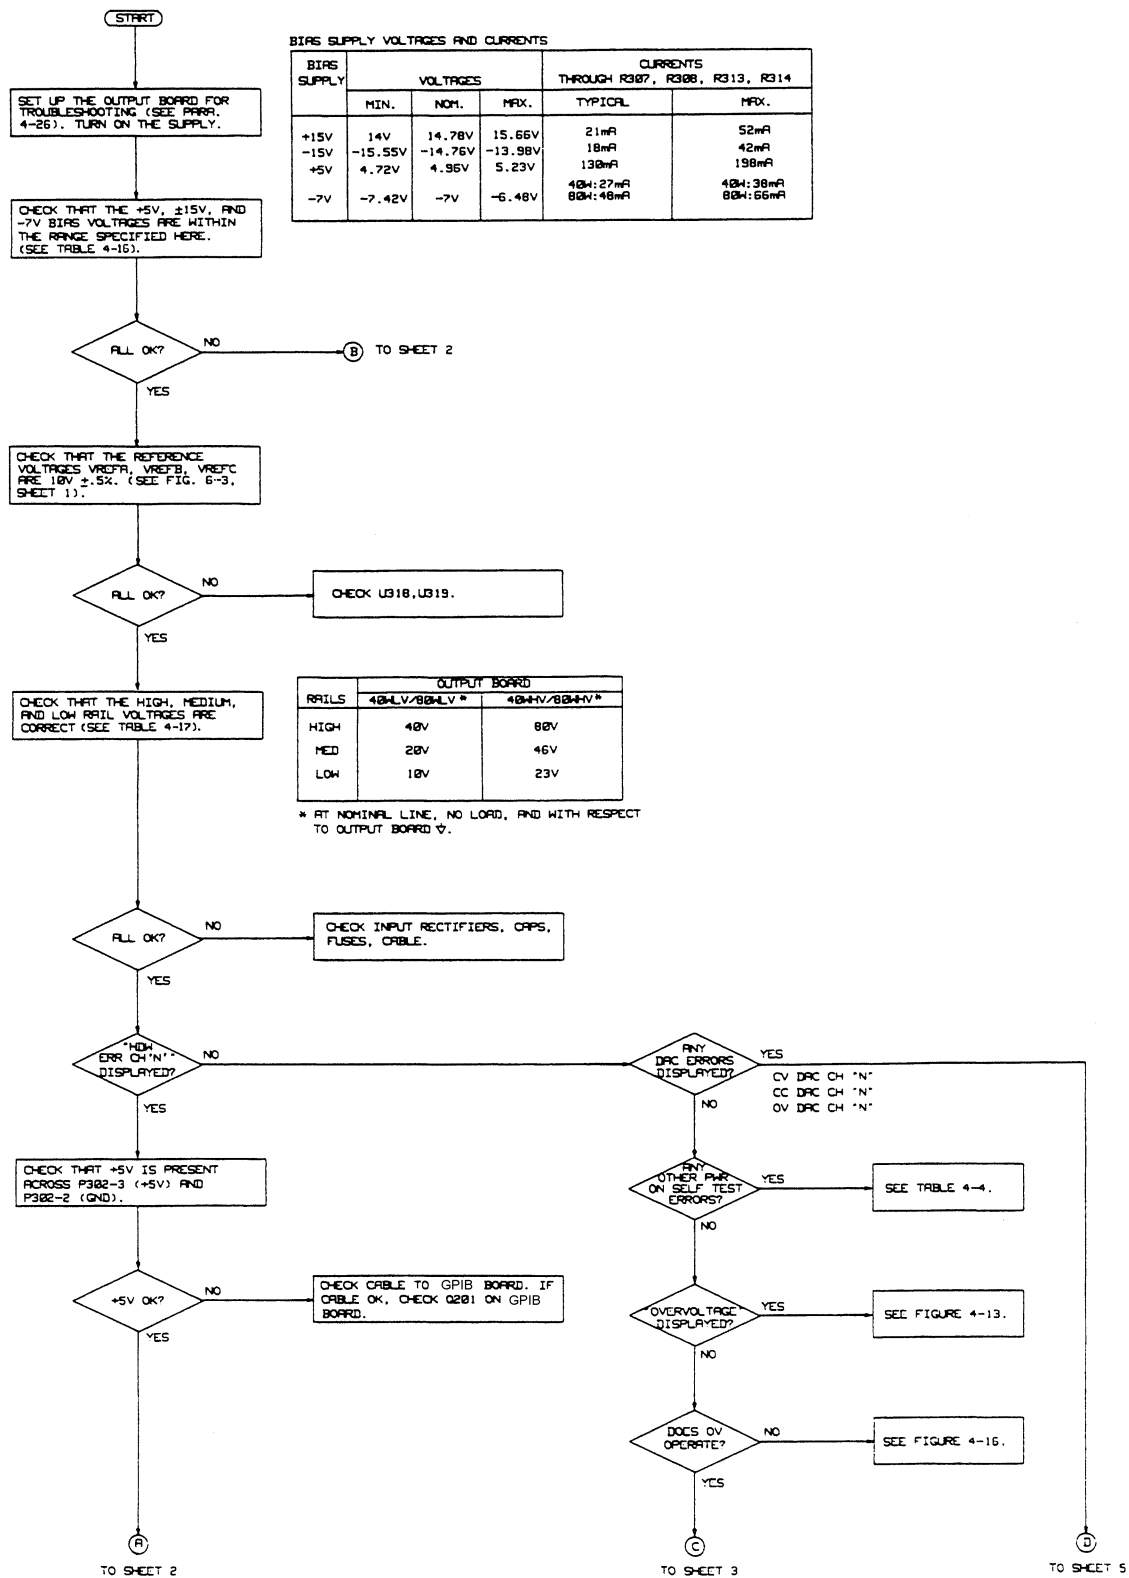 START
SET UP THE OUTPUT BOARD FOR
TROUBLESHOOTING (SEE PARA.
4-26). TURN ON THE SUPPLY.
BIAS SUPPLY VOLTAGES AND CURRENTS
BIAS SUPPLY VOLTAGES CURRENTS THROUGH R307, R308, R313, R314
MIN. NOM. MAX. TYPICAL MAX.
+15V 14V 14.78V 15.66V 21mA 52mA
-15V -15.55V -14.76V -13.98V 18mA 42mA
+5V 4.72V 4.96V 5.23V 130mA 198mA
40W:27mA 40W:38mA
-7V -7.42V -7V -6.48V 80W:48mA 80W:66mA
CHECK THAT THE +5V, ±15V, AND
-7V BIAS VOLTAGES ARE WITHIN
THE RANGE SPECIFIED HERE.
(SEE TABLE 4-16).
ALL OK?
NO
B TO SHEET 2
YES
CHECK THAT THE REFERENCE
VOLTAGES VREFA, VREFB, VREFC
ARE 10V ±.5%. (SEE FIG. 6-3,
SHEET 1).
ALL OK?
NO
CHECK U318,U319.
YES
CHECK THAT THE HIGH, MEDIUM,
AND LOW RAIL VOLTAGES ARE
CORRECT (SEE TABLE 4-17).
OUTPUT BOARD
RAILS 40WLV/80WLV * 40WHV/80WHV*
HIGH 40V 80V
MED 20V 46V
LOW 10V 23V
* AT NOMINAL LINE, NO LOAD, AND WITH RESPECT
TO OUTPUT BOARD .
ALL OK?
NO
CHECK INPUT RECTIFIERS, CAPS,
FUSES, CABLE.
YES
"HDW
ERR CH'N'"
DISPLAYED?
NO
ANY
DAC ERRORS
DISPLAYED?
YES
CV DAC CH "N"
CC DAC CH "N"
OV DAC CH "N"
NO
YES
CHECK THAT +5V IS PRESENT
ACROSS P302-3 (+5V) AND
P302-2 (GND).
ANY
OTHER PWR
ON SELF TEST
ERRORS?
YES
SEE TABLE 4-4.
NO
+5V OK?
NO
CHECK CABLE TO GPIB BOARD. IF
CABLE OK, CHECK Q201 ON GPIB
BOARD.
YES
"OVERVOLTAGE"
DISPLAYED?
YES
SEE FIGURE 4-13.
NO
DOES OV
OPERATE?
NO
SEE FIGURE 4-16.
YES
A
TO SHEET 2
C
TO SHEET 3
D
TO SHEET 5